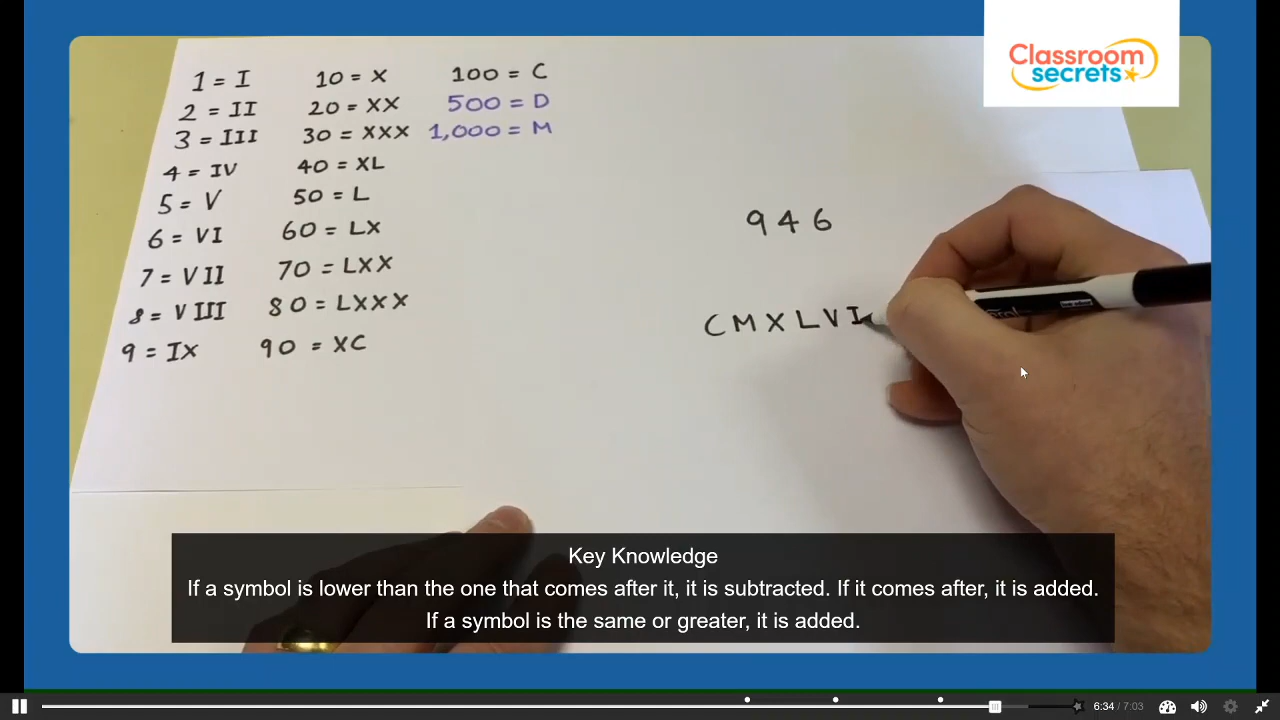 Classroom
secrets
1 = I
2 = II
3 = III
4 = IV
5 = V
6 = VI
7 = VII
8 = VIII
9 = IX
10 = X
20 = XX
30 = XXX
40 = XL
50 = L
60 = LX
70 = LXX
80 = LXXX
90 = XC
100 = C
500 = D
1,000 = M
946
CMXLVI
Key Knowledge
If a symbol is lower than the one that comes after it, it is subtracted. If it comes after, it is added.
If a symbol is the same or greater, it is added.
6:34 / 7:03